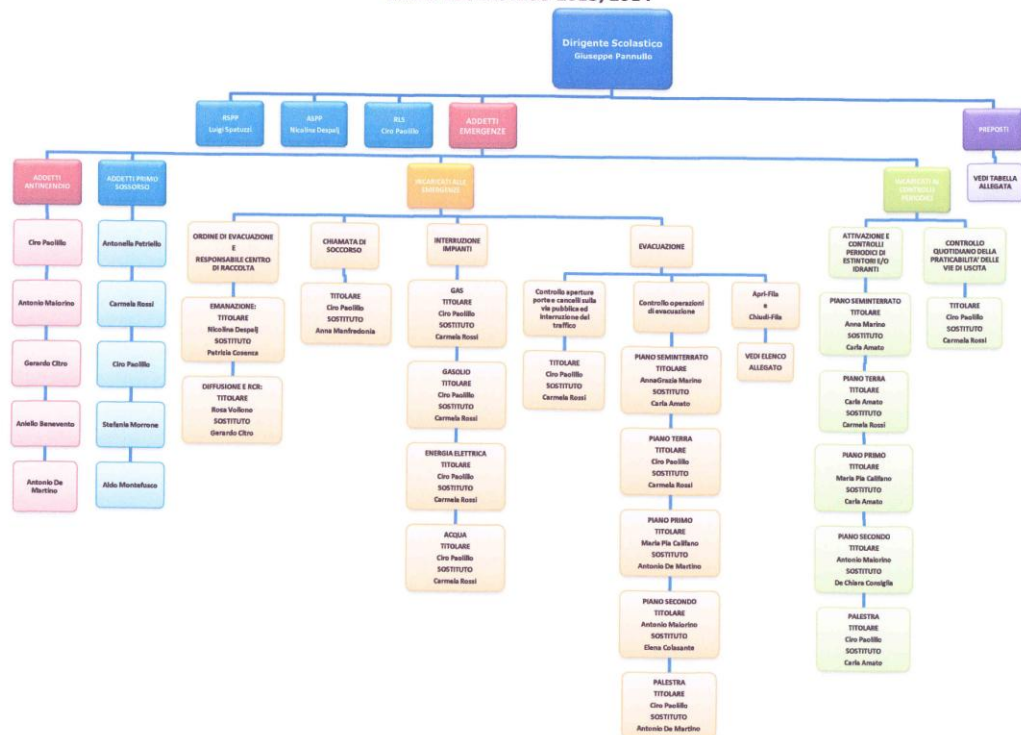 Dirigente Scolastico
Giuseppe Pannullo
RSPP
Luigi Spatuzzi
ASPP
Nicolina Despelj
RLS
Ciro Paolillo
ADDETTI
EMERGENZE
PREPOSTI
VEDI TABELLA
ALLEGATA
ADDETTI
ANTINCENDIO
Ciro Paolillo
Antonio Maiorino
Gerardo Citro
Aniello Benevento
Antonio De
Martino
ADDETTI PRIMO
SOSSORSO
Antonella Petriello
Carmela Rossi
Ciro Paolillo
Stefania Morrone
Aldo Montefusco
INCARICATI ALLE
EMERGENZE
ORDINE DI EVACUAZIONE
E
RESPONSABILE CENTRO
DI RACCOLTA
EMANAZIONE:
TITOLARE
Nicolina Despelj
SOSTITUTO
Patrizia Cosenza
DIFFUSIONE E RCR:
TITOLARE
Rosa Vollono
SOSTITUTO
Gerardo Citro
CHIAMATA DI
SOCCORSO
TITOLARE
Ciro Paolillo
SOSTITUTO
Anna Manfredonia
INTERRUZIONE
IMPIANTI
GAS
TITOLARE
Ciro Paolillo
SOSTITUTO
Carmela Rossi
GASOLIO
TITOLARE
Ciro Paolillo
SOSTITUTO
Carmela Rossi
ENERGIA ELETTRICA
TITOLARE
Ciro Paolillo
SOSTITUTO
Carmela Rossi
ACQUA
TITOLARE
Ciro Paolillo
SOSTITUTO
Carmela Rossi
EVACUAZIONE
Controllo apertura
porte e cancelli sulla
via pubblica ed
interruzione del
traffico
TITOLARE
Ciro Paolillo
SOSTITUTO
Carmela Rossi
Controllo operazioni
di evacuazione
PIANO SEMINTERRATO
TITOLARE
AnnaGrazia Marino
SOSTITUTO
Carla Amato
PIANO TERRA
TITOLARE
Ciro Paolillo
SOSTITUTO
Carmela Rossi
PIANO PRIMO
TITOLARE
Maria Pia Califano
SOSTITUTO
Antonio De Martino
PIANO SECONDO
TITOLARE
Antonio Maiorino
SOSTITUTO
Elena Colasante
PALESTRA
TITOLARE
Ciro Paolillo
SOSTITUTO
Antonio De Martino
Apri-Fila
e
Chiudi-Fila
VEDI ELENCO
ALLEGATO
INCARICATI AI
CONTROLLI
PERIODICI
ATTIVAZIONE E
CONTROLLI
PERIODICI DI
ESTINTORI E/O
IDRANTI
PIANO SEMINTERRATO
TITOLARE
Anna Marino
SOSTITUTO
Carla Amato
PIANO TERRA
TITOLARE
Carla Amato
SOSTITUTO
Carmela Rossi
PIANO PRIMO
TITOLARE
Maria Pia Califano
SOSTITUTO
Carla Amato
PIANO SECONDO
TITOLARE
Antonio Maiorino
SOSTITUTO
De Chiara Consiglia
PALESTRA
TITOLARE
Ciro Paolillo
SOSTITUTO
Carla Amato
CONTROLLO
QUOTIDIANO DELLA
PRATICABILITA' DELLE
VIE DI USCITA
TITOLARE
Ciro Paolillo
SOSTITUTO
Carmela Rossi